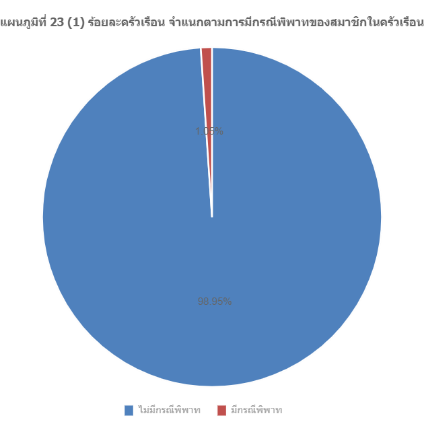 แผนภูมิที่ 23 (1) ร้อยละครัวเรือน จำแนกตามการมีกรณีพิพาทของสมาชิกในครัวเรือน
1.05%
98.95%
ไม่มีกรณีพิพาท
มีกรณีพิพาท